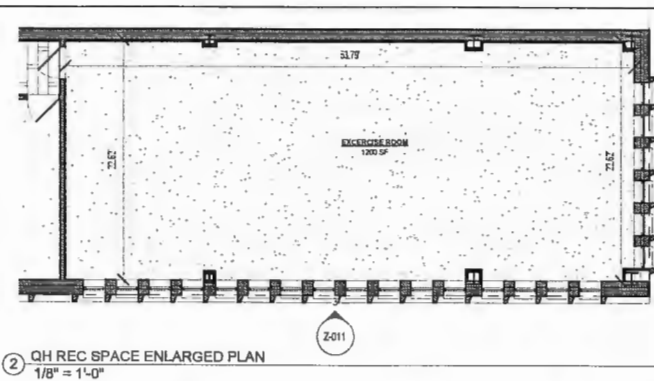 53.79'
22.62'
EXCERCISE ROOM
1200 SF
22.62'
Z-011
2 QH REC SPACE ENLARGED PLAN
1/8" = 1'-0"